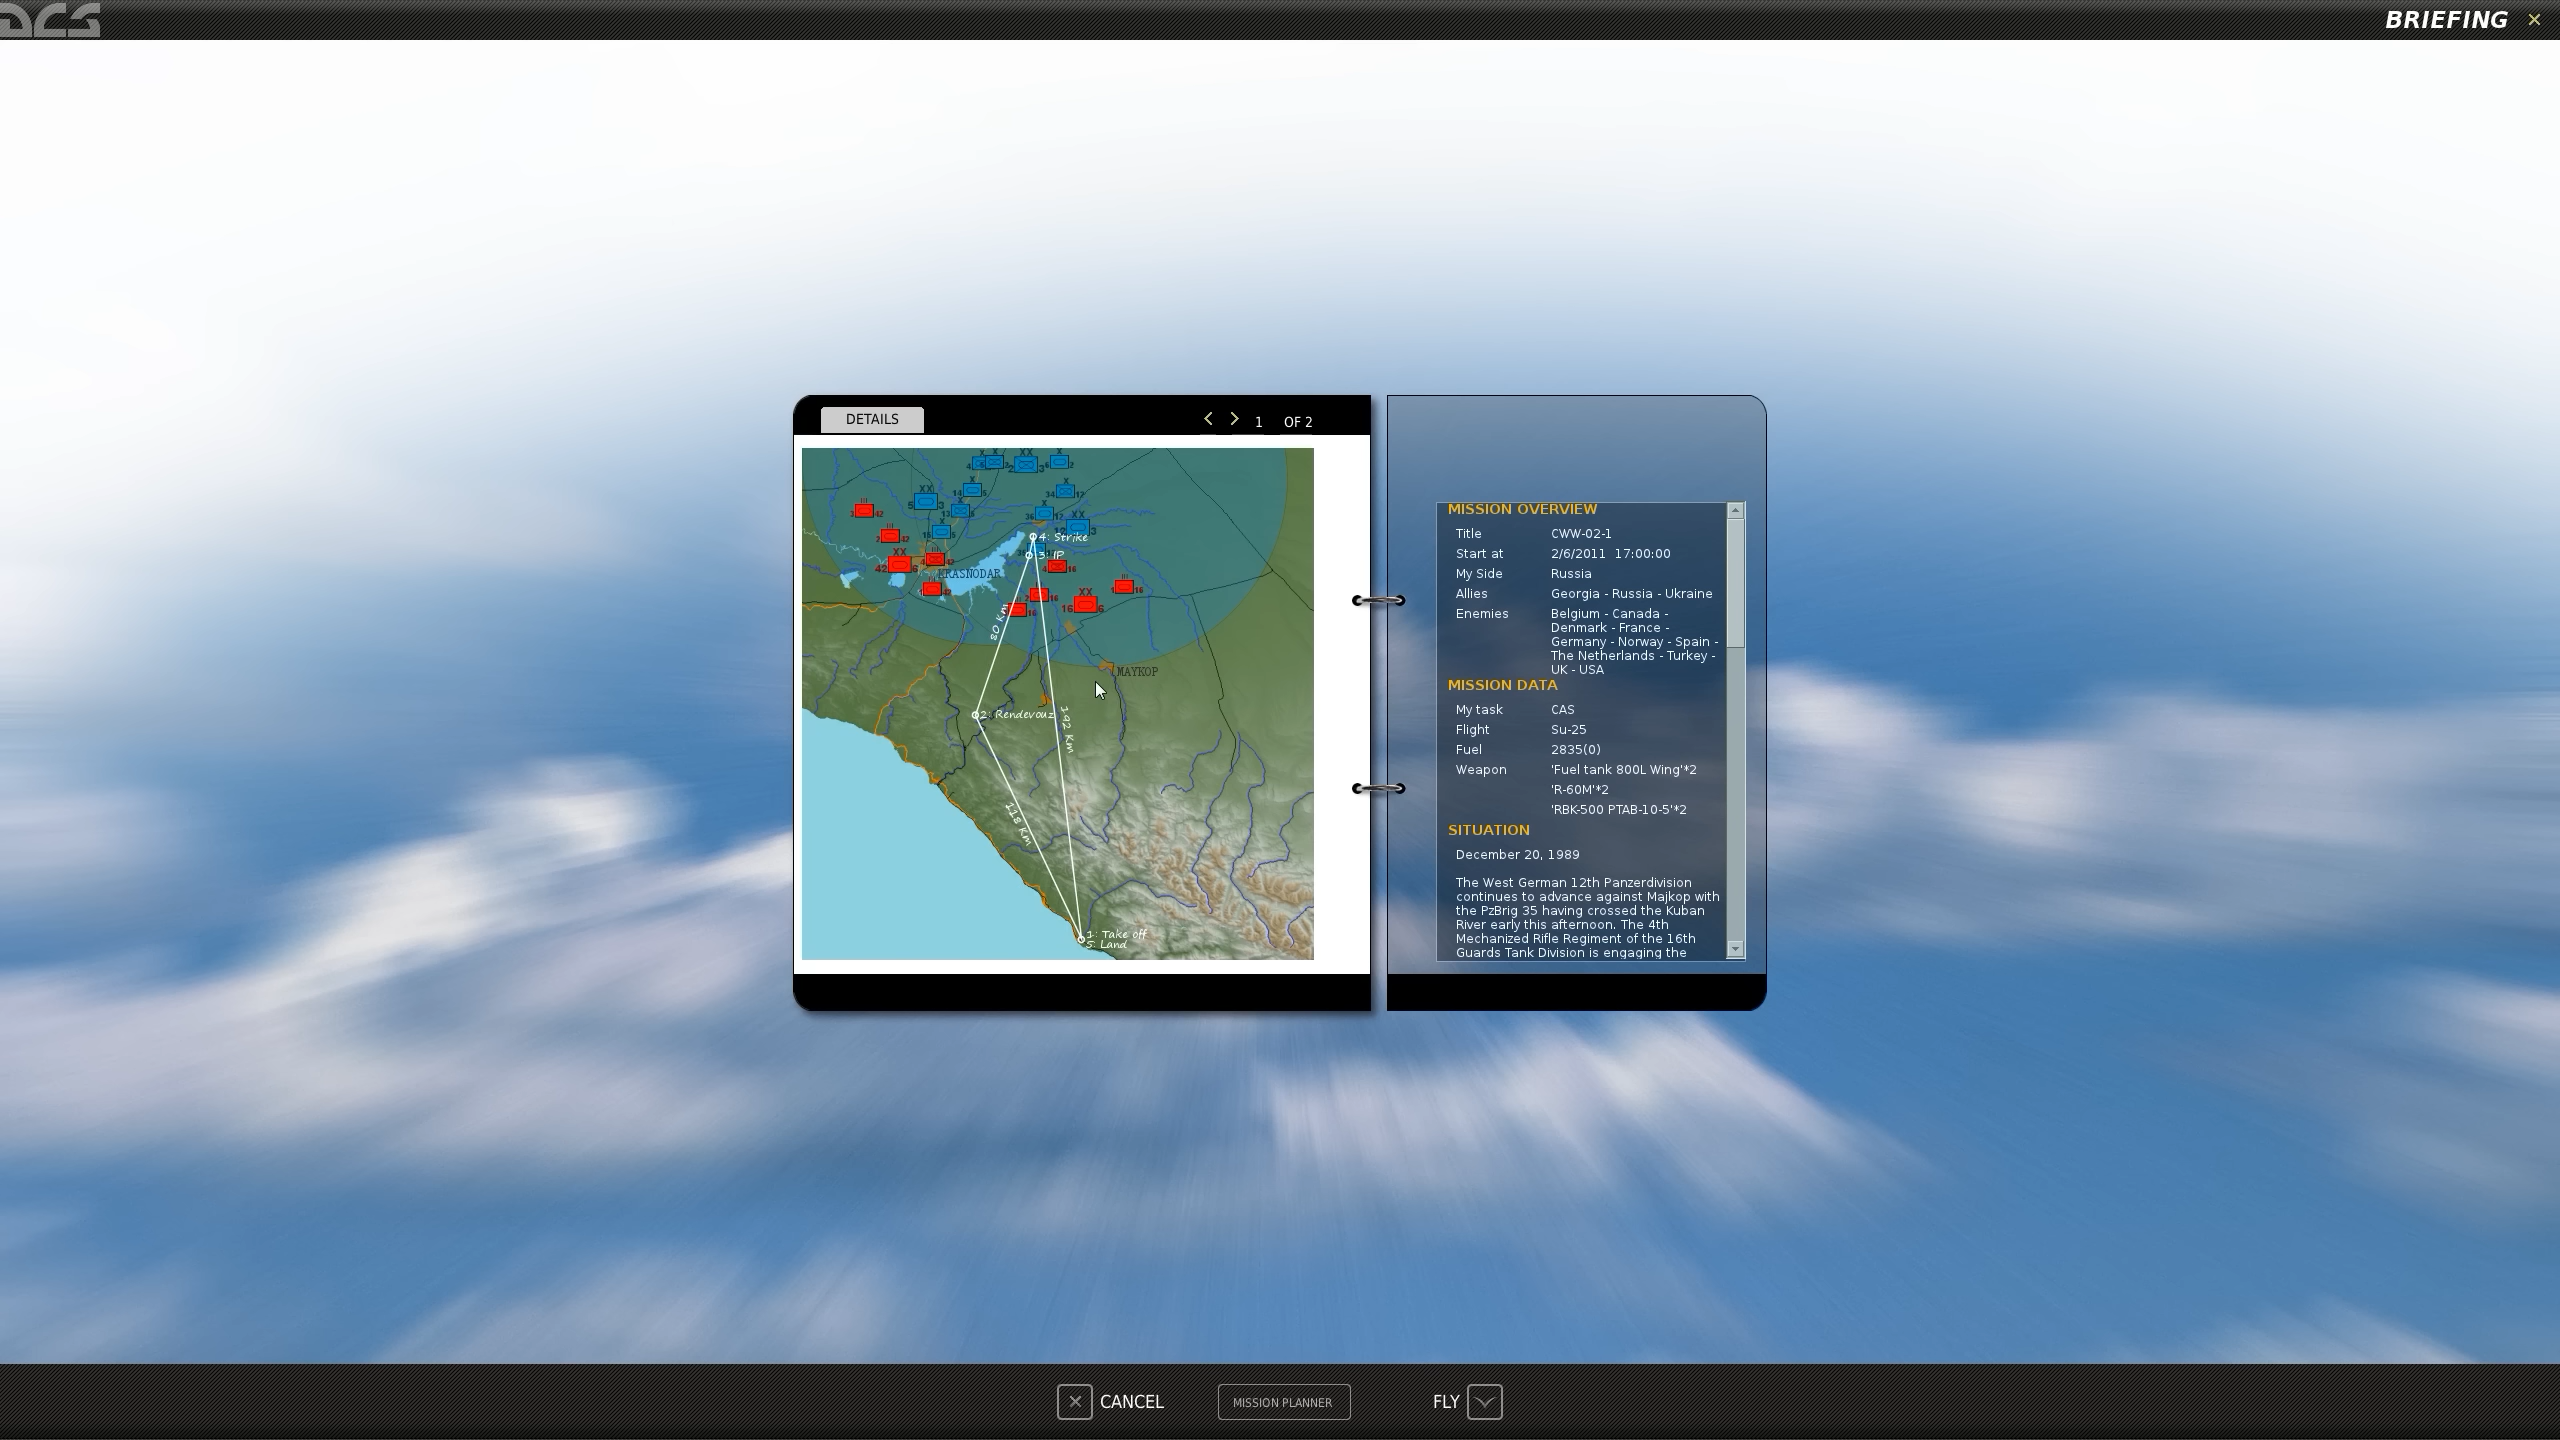 DCS
BRIEFING
DETAILS
1 OF 2
4: Strike
3: IP
KRASNODAR
80 Km
MAYKOP
2: Rendevouz
192 Km
118 Km
1: Take off
5: Land
MISSION OVERVIEW
Title CWW-02-1
Start at 2/6/2011 17:00:00
My Side Russia
Allies Georgia - Russia - Ukraine
Enemies Belgium - Canada -
Denmark - France -
Germany - Norway - Spain -
The Netherlands - Turkey -
UK - USA
MISSION DATA
My task CAS
Flight Su-25
Fuel 2835(0)
Weapon 'Fuel tank 800L Wing'*2
'R-60M'*2
'RBK-500 PTAB-10-5'*2
SITUATION
December 20, 1989
The West German 12th Panzerdivision
continues to advance against Majkop with
the PzBrig 35 having crossed the Kuban
River early this afternoon. The 4th
Mechanized Rifle Regiment of the 16th
Guards Tank Division is engaging the
CANCEL
MISSION PLANNER
FLY